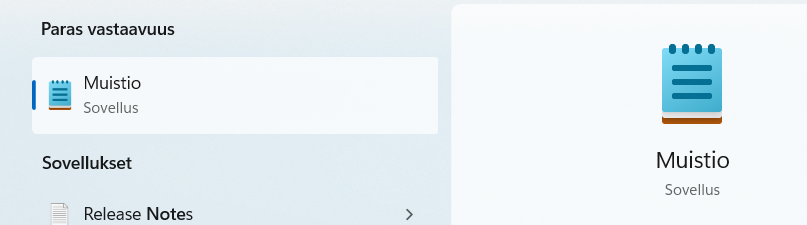 Paras vastaavuus
Muistio
Sovellus
Sovellukset
Release Notes
Muistio
Sovellus